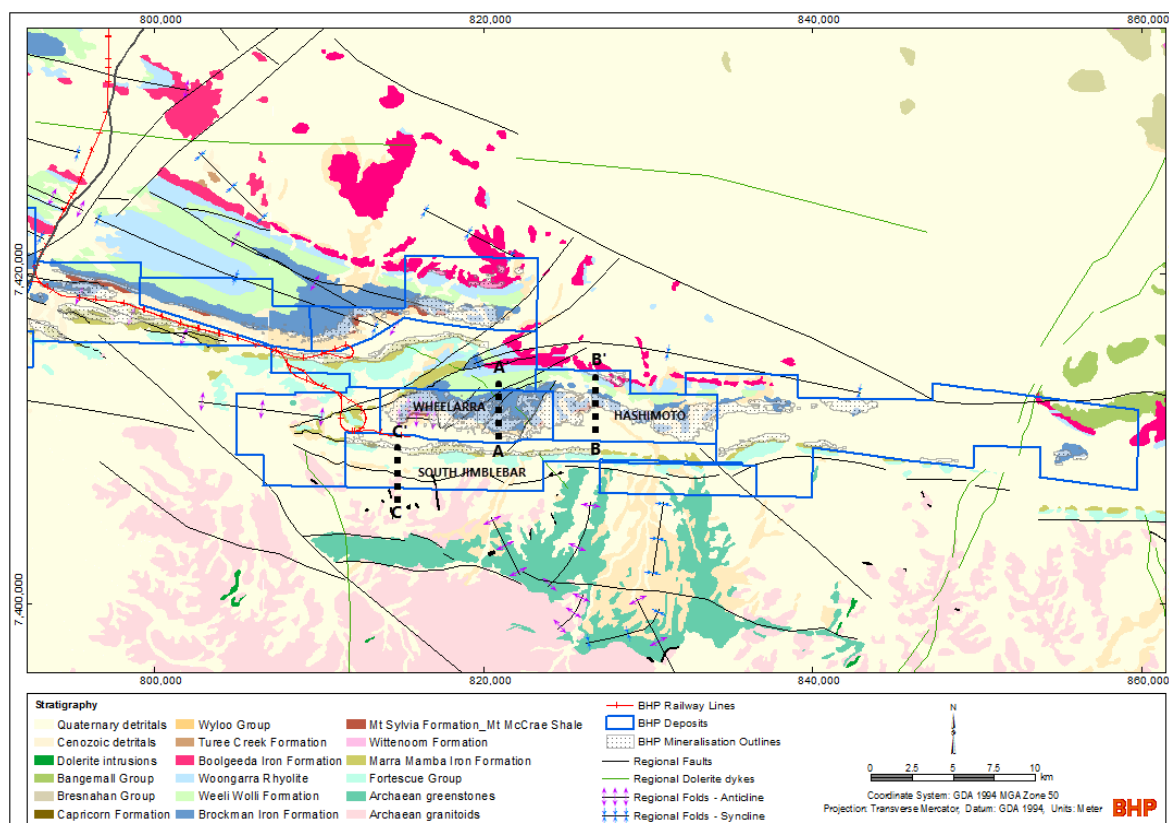 800,000
820,000
840,000
860,000
7,420,000
7,420,000
7,400,000
7,400,000
A'
B'
WHEELARRA
HASHIMOTO
C'
A
B
SOUTH JIMBLEBAR
C
800,000
820,000
840,000
860,000
Stratigraphy
Quaternary detritals
Cenozoic detritals
Dolerite intrusions
Bangemall Group
Bresnahan Group
Capricorn Formation
Wyloo Group
Turee Creek Formation
Boolgeeda Iron Formation
Woongarra Rhyolite
Weeli Wolli Formation
Brockman Iron Formation
Mt Sylvia Formation_Mt McCrae Shale
Wittenoom Formation
Marra Mamba Iron Formation
Fortescue Group
Archaean greenstones
Archaean granitoids
BHP Railway Lines
BHP Deposits
BHP Mineralisation Outlines
Regional Faults
Regional Dolerite dykes
Regional Folds - Anticline
Regional Folds - Syncline
N
0 2.5 5 7.5 10
km
Coordinate System: GDA 1994 MGA Zone 50
Projection: Transverse Mercator, Datum: GDA 1994, Units: Meter
BHP